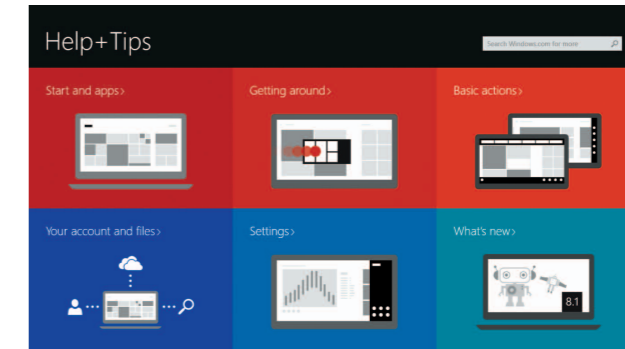 Help+Tips
Search Windows.com for more
Start and apps>
Getting around>
Basic actions>
Your account and files>
Settings>
What's new>
8.1